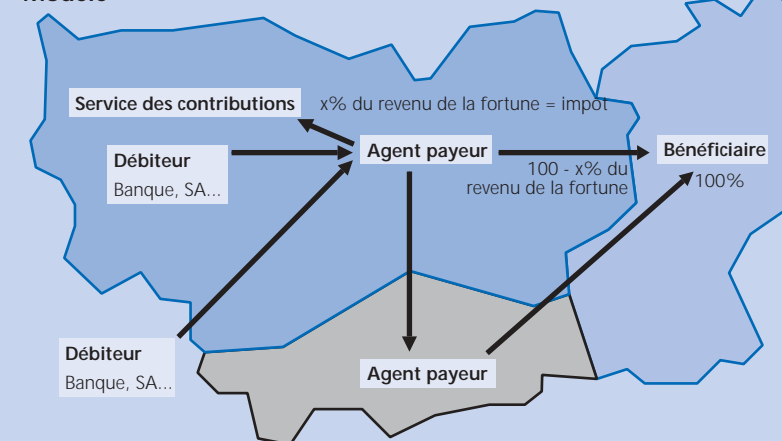 Modèle
Service des contributions
x% du revenu de la fortune = impôt
Débiteur
Banque, SA...
Agent payeur
Bénéficiaire
100 - x% du
revenu de la fortune
100%
Débiteur
Banque, SA...
Agent payeur